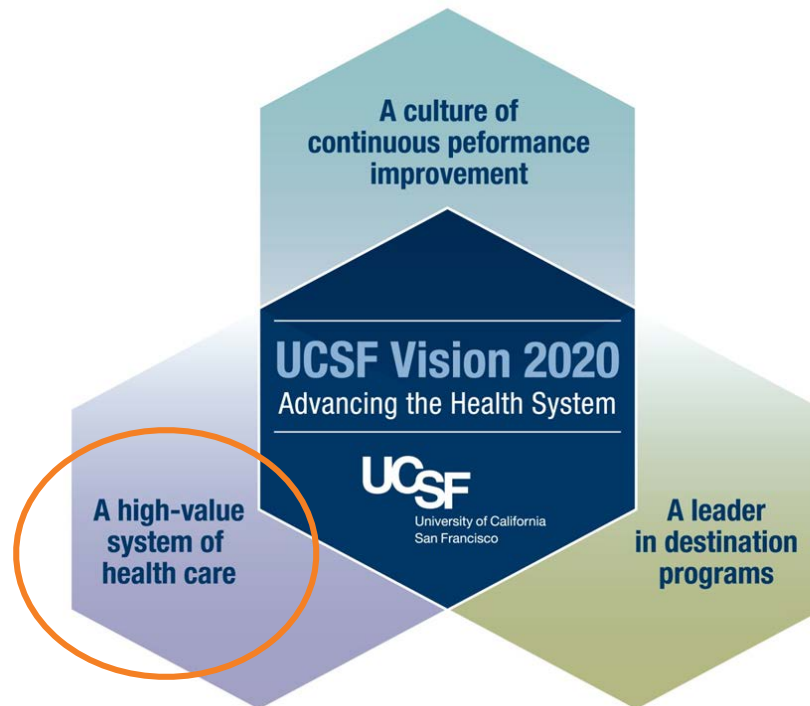 A culture of
continuous peformance
improvement
UCSF Vision 2020
Advancing the Health System
UCSF
University of California
San Francisco
A high-value
system of
health care
A leader
in destination
programs